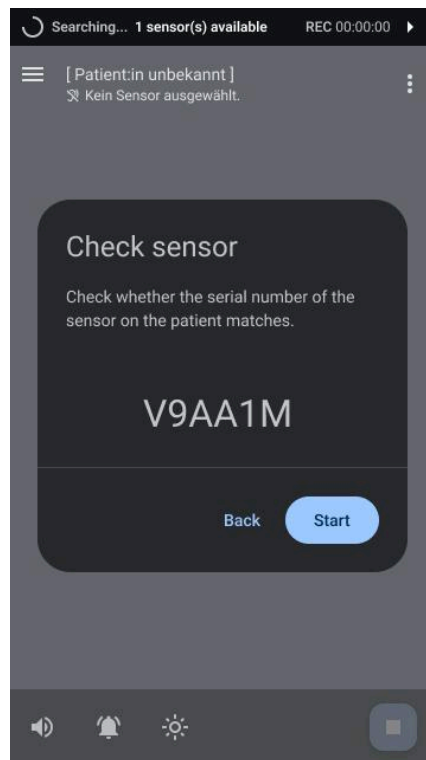 Searching... 1 sensor(s) available REC 00:00:00
[ Patient:in unbekannt ]
Kein Sensor ausgewählt.
Check sensor
Check whether the serial number of the
sensor on the patient matches.
V9AA1M
Back Start